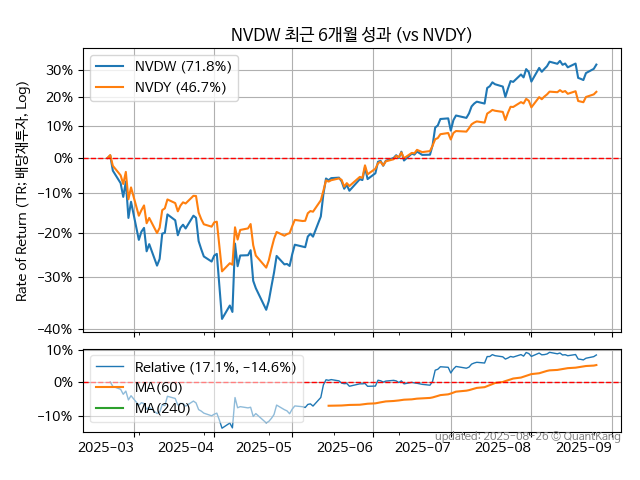 NVDW 최근 6개월 성과 (vs NVDY)
Rate of Return (TR: 배당재투자, Log)
30%
20%
10%
0%
−10%
−20%
−30%
−40%
NVDW (71.8%)
NVDY (46.7%)
10%
0%
−10%
Relative (17.1%, −14.6%)
MA(60)
MA(240)
updated: 2025-08-26 © QuantKang
2025-03
2025-04
2025-05
2025-06
2025-07
2025-08
2025-09